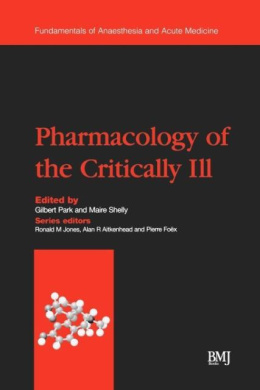 Fundamentals of Anaesthesia and Acute Medicine
Pharmacology of
the Critically Ill
Edited by
Gilbert Park and Maire Shelly
Series editors
Ronald M Jones, Alan R Aitkenhead and Pierre Foëx
BMJ
Books